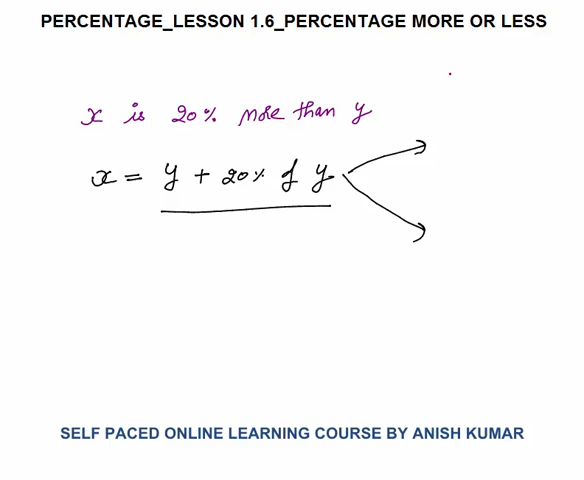 PERCENTAGE_LESSON 1.6_PERCENTAGE MORE OR LESS
x is 20% more than y
x = y + 20% of y
SELF PACED ONLINE LEARNING COURSE BY ANISH KUMAR